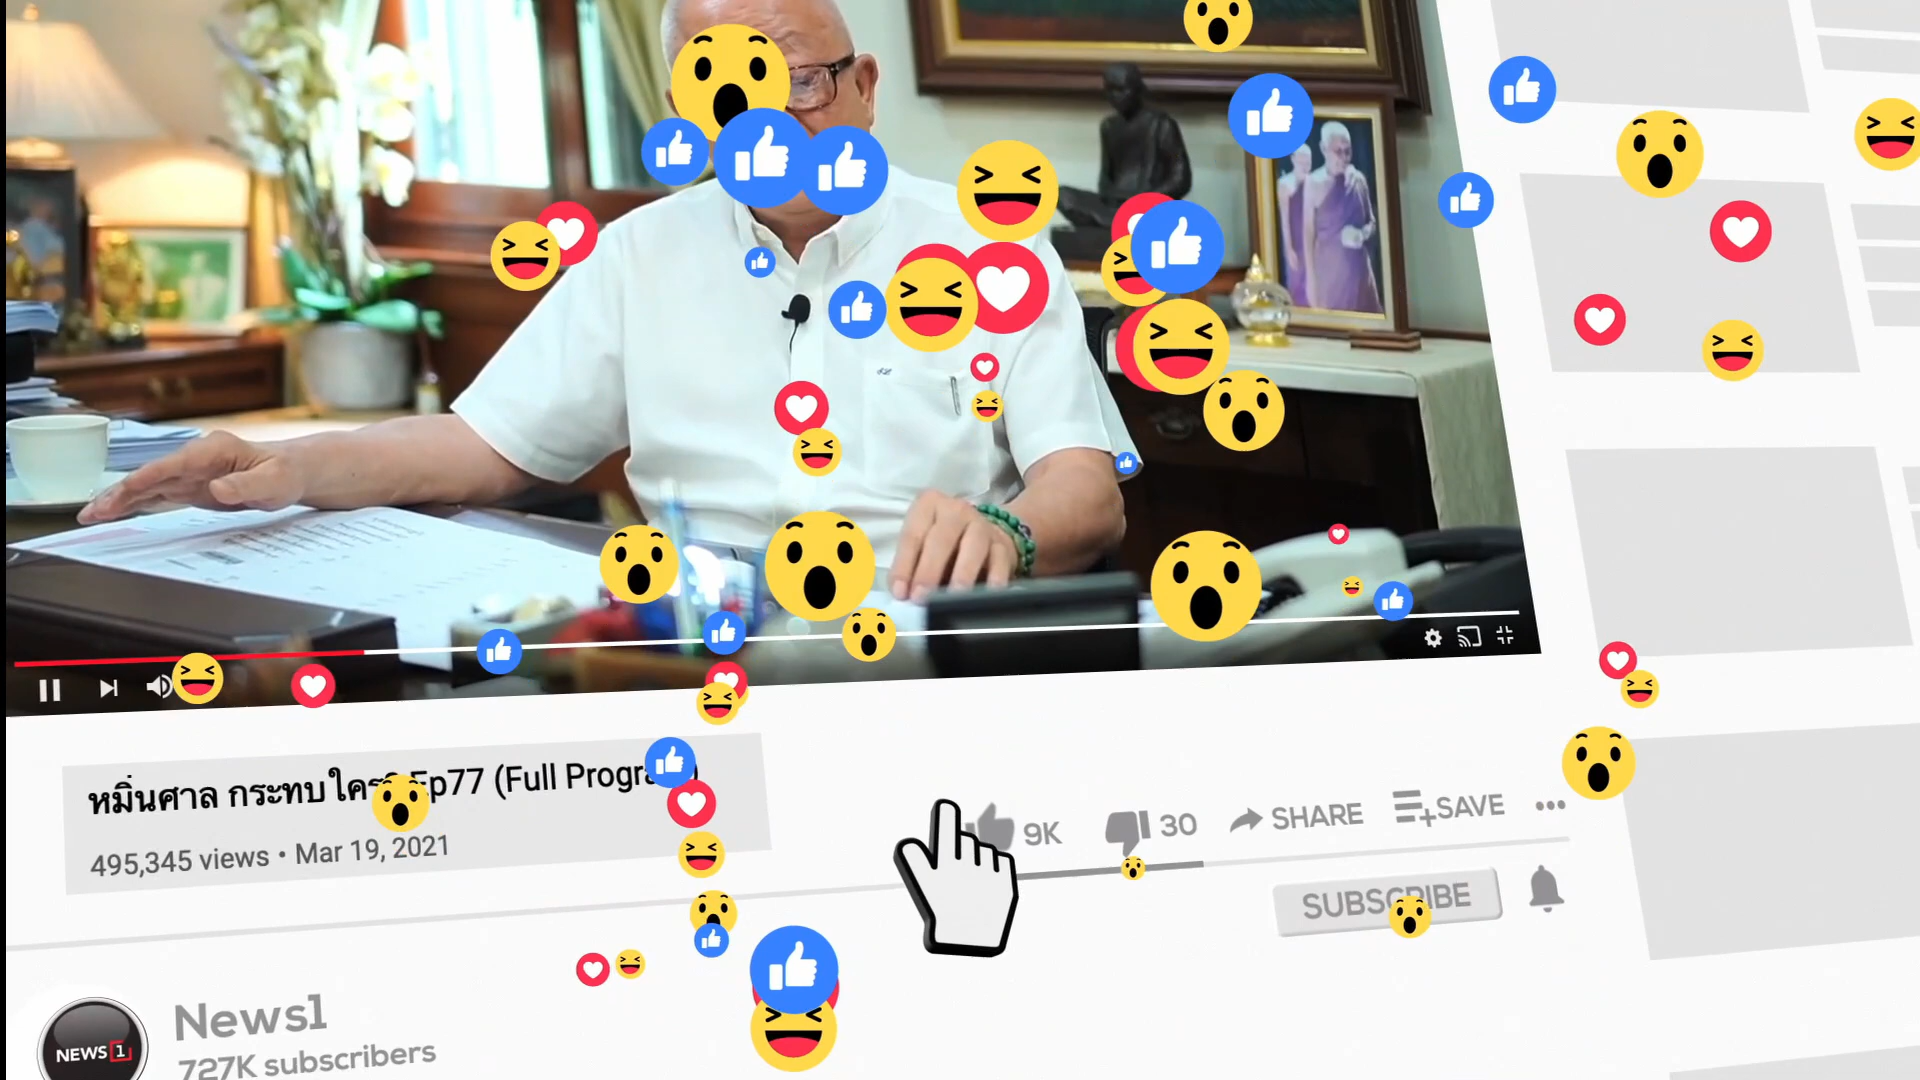 หมิ่นศาล กระทบใคร? Ep77 (Full Program)
495,345 views • Mar 19, 2021
9K
30
SHARE
SAVE
SUBSCRIBE
NEWS 1
News1
727K subscribers